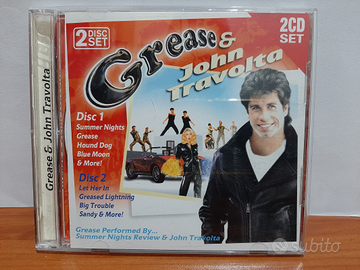 Grease & John Travolta
2 DISC
SET
Grease &
John
Travolta
2CD
SET
Disc 1
Summer Nights
Grease
Hound Dog
Blue Moon
& More!
Disc 2
Let Her In
Greased Lightning
Big Trouble
Sandy & More!
Grease Performed By...
Summer Nights Review & John Travolta
subito